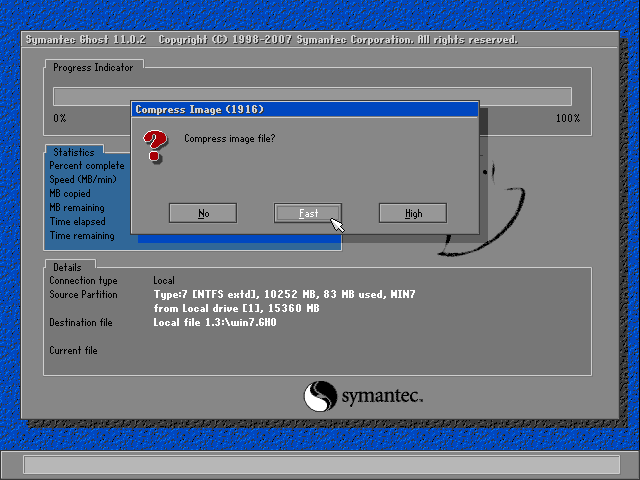 Symantec Ghost 11.0.2 Copyright (C) 1998-2007 Symantec Corporation. All rights reserved.
Progress Indicator
0%
100%
Compress Image (1916)
Compress image file?
No
Fast
High
Statistics
Percent complete
Speed (MB/min)
MB copied
MB remaining
Time elapsed
Time remaining
Details
Connection type Local
Source Partition Type:7 [NTFS extd], 10252 MB, 83 MB used, WIN7
from Local drive [1], 15360 MB
Destination file Local file 1.3:\win7.GHO
Current file
symantec.